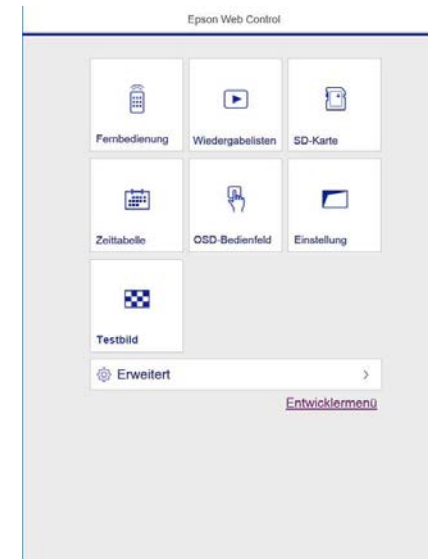 Epson Web Control
Fernbedienung
Wiedergabelisten
SD-Karte
Zeittabelle
OSD-Bedienfeld
Einstellung
Testbild
Erweitert
Entwicklermenü